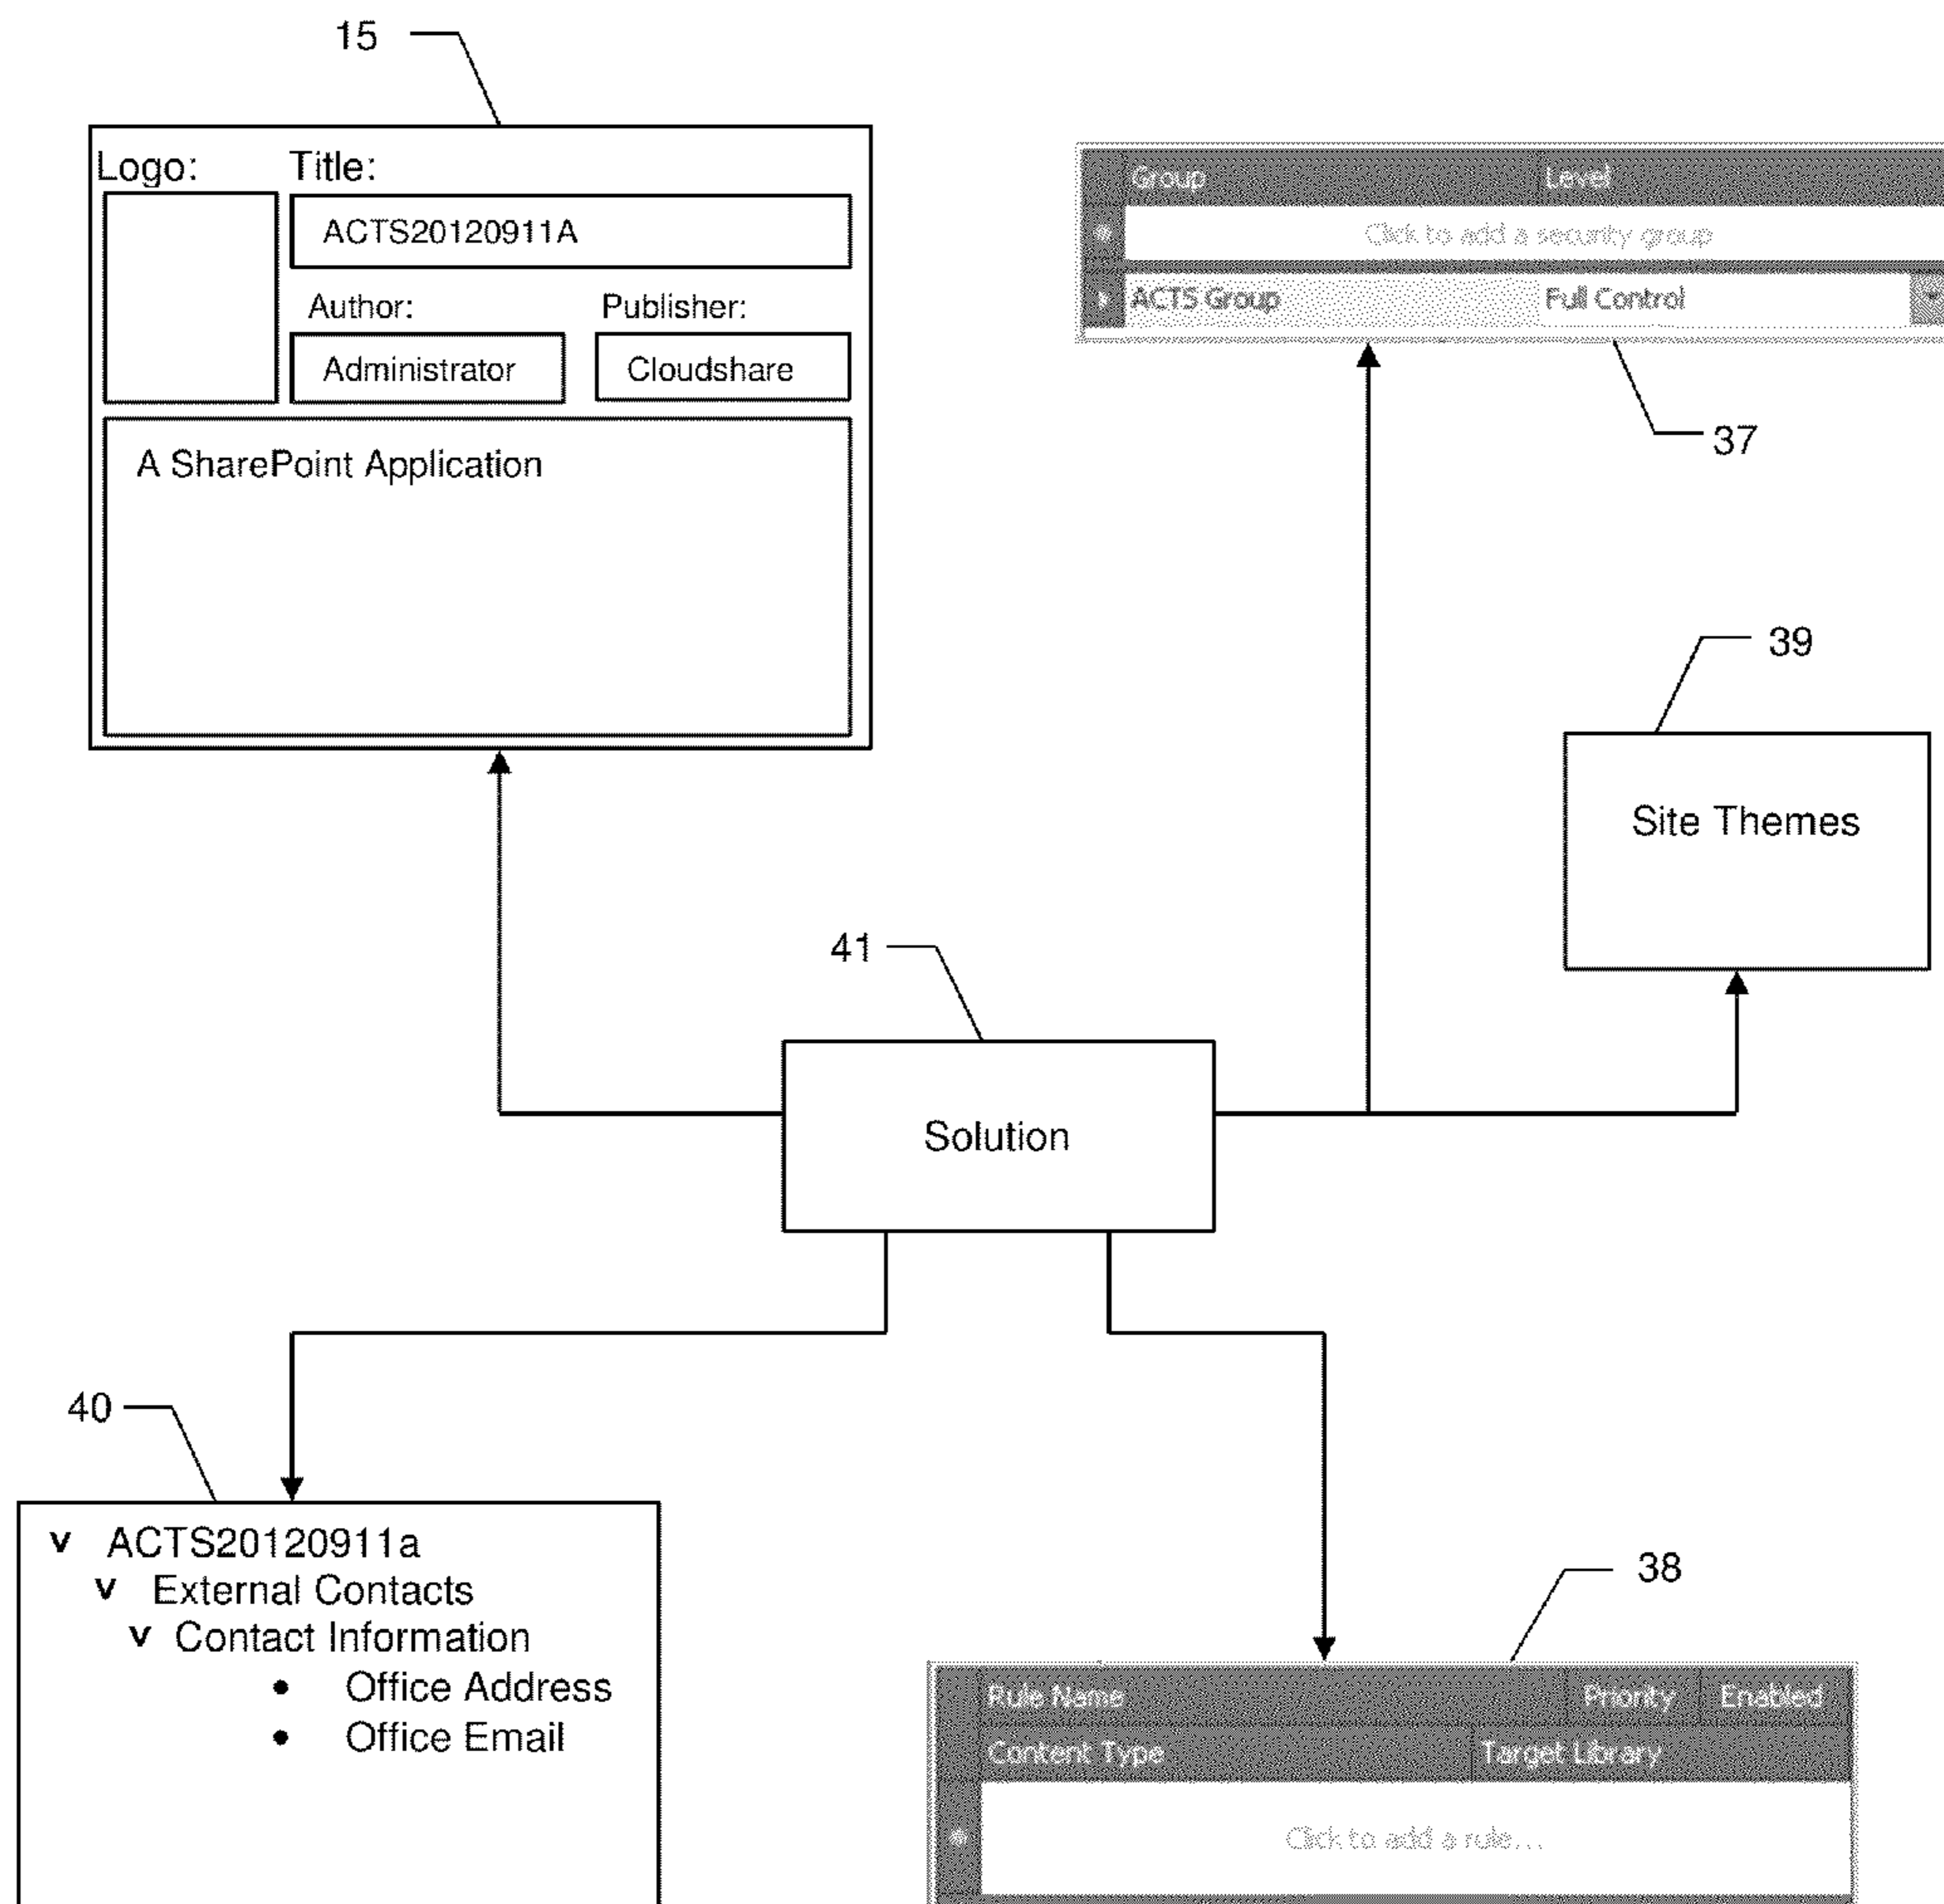 15
Logo: Title:
ACTS20120911A
Author: Publisher:
Administrator Cloudshare
A SharePoint Application
Group Level
Click to add a security group
ACTS Group Full Control
37
39
Site Themes
41
Solution
40
v ACTS20120911a
v External Contacts
v Contact Information
• Office Address
• Office Email
38
Rule Name Priority Enabled
Content Type Target Library
Click to add a rule...